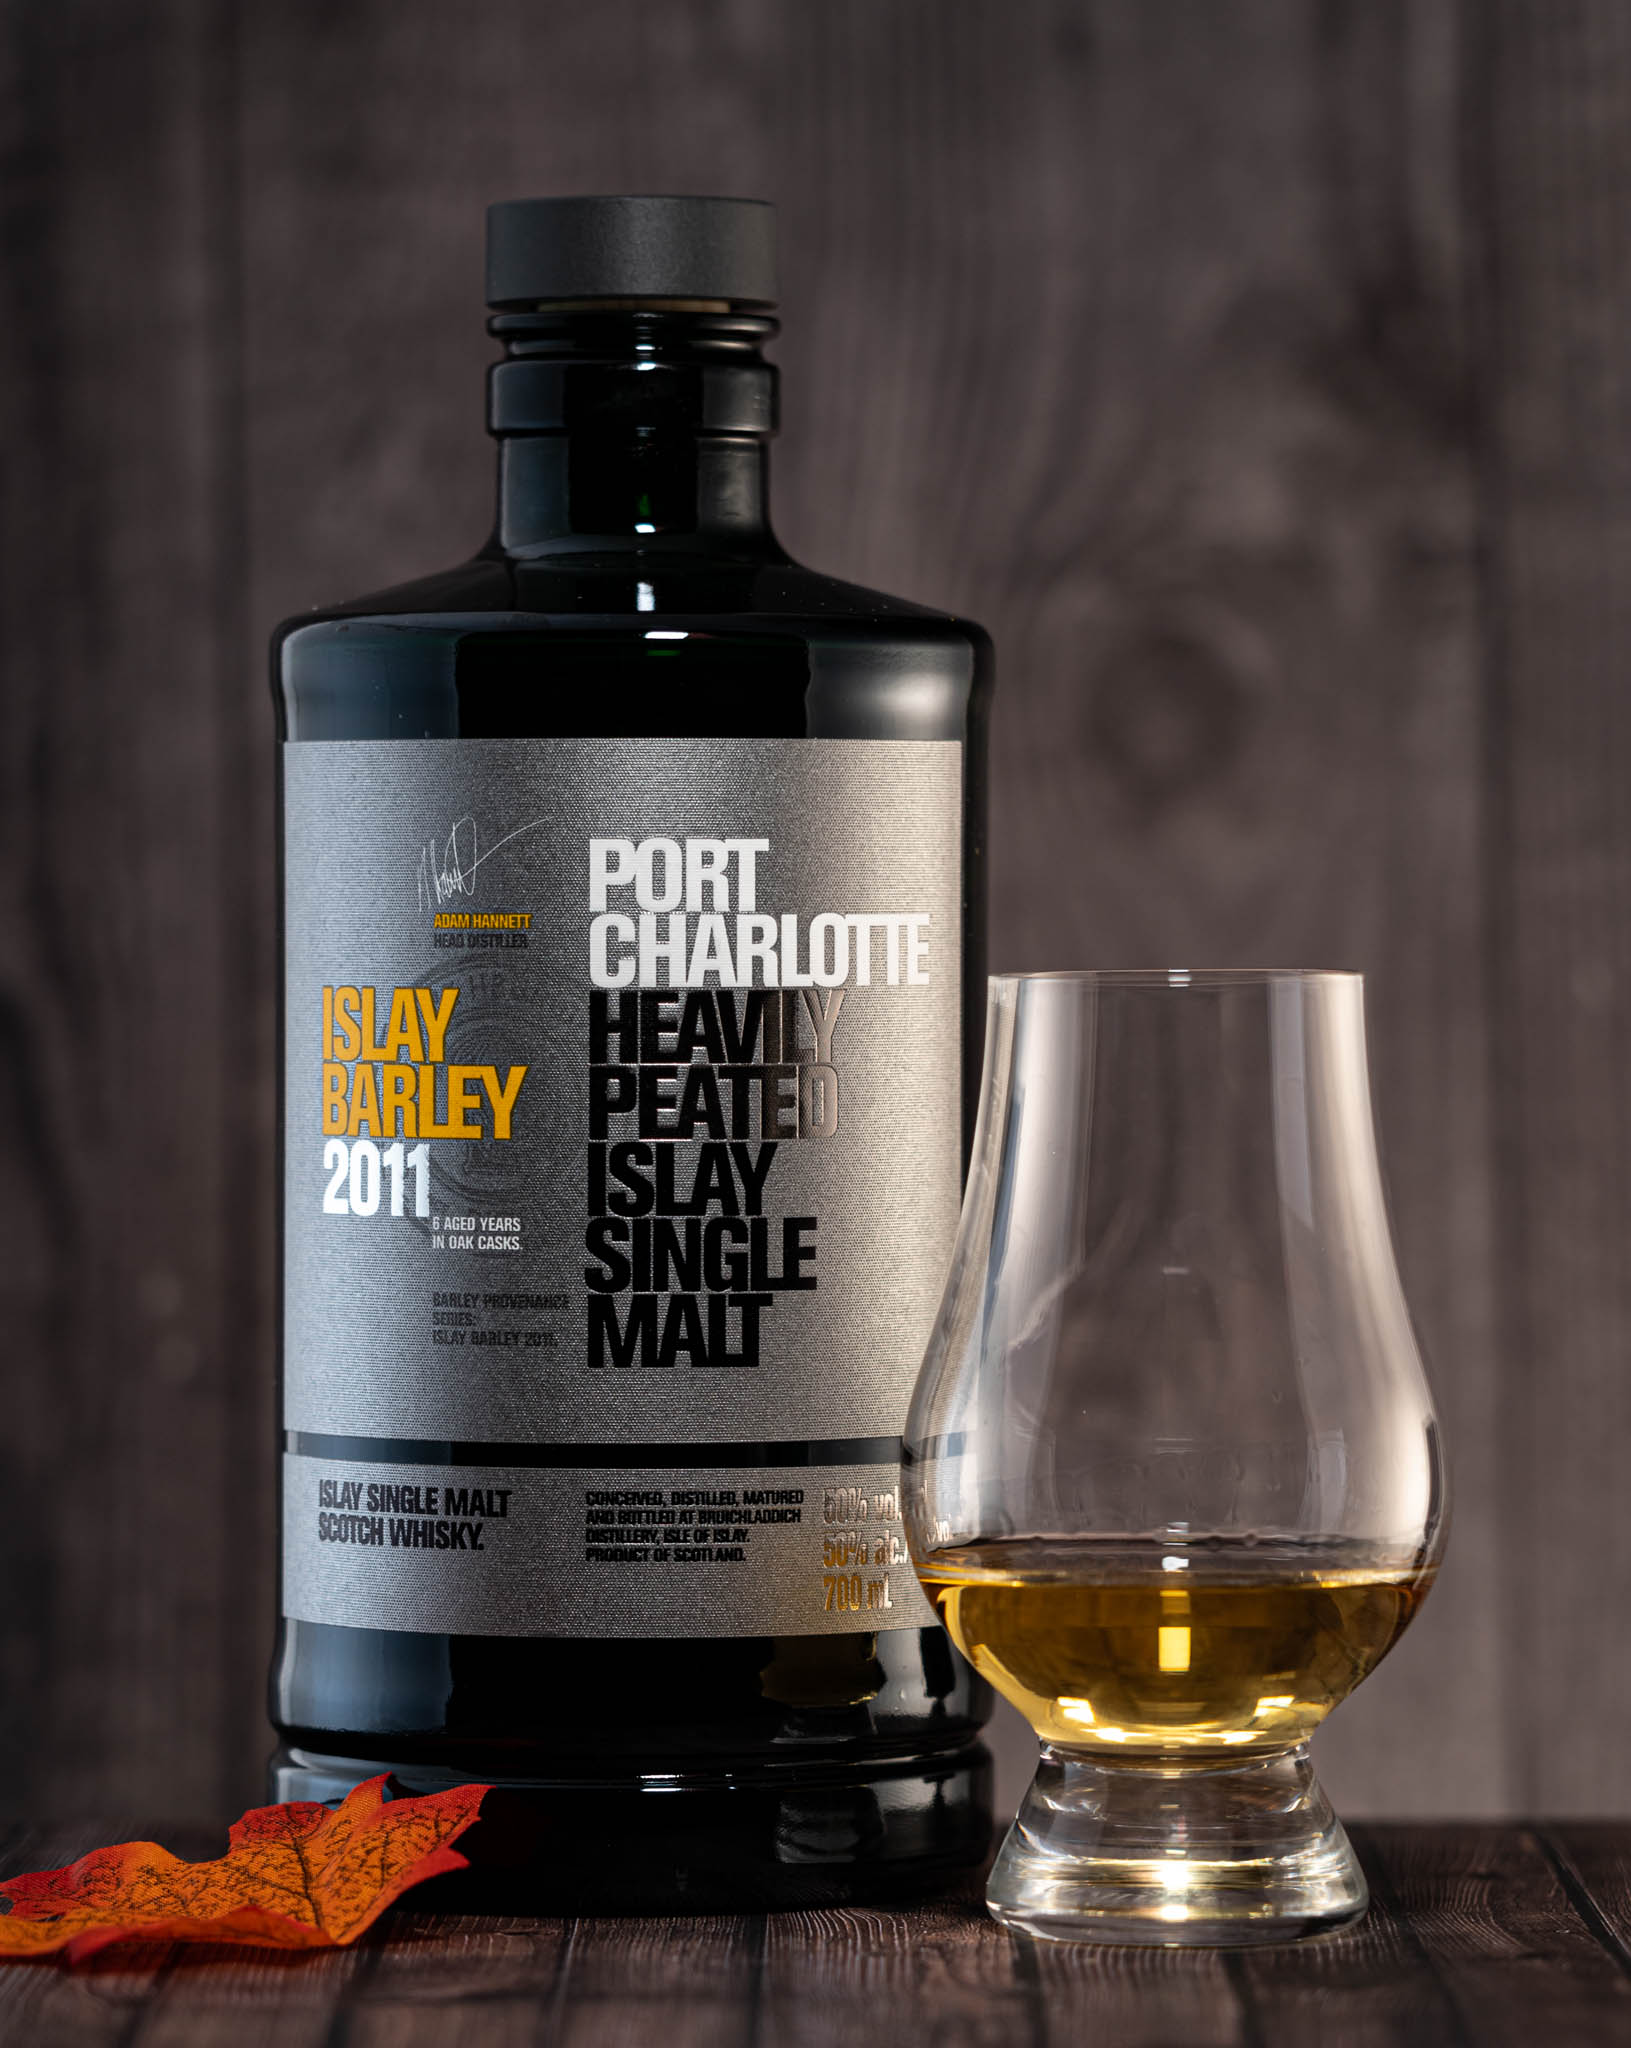 ADAM HANNETT
HEAD DISTILLER
ISLAY
BARLEY
2011
6 AGED YEARS
IN OAK CASKS.
BARLEY PROVENANCE
SERIES:
ISLAY BARLEY 2011.
PORT
CHARLOTTE
HEAVILY
PEATED
ISLAY
SINGLE
MALT
ISLAY SINGLE MALT
SCOTCH WHISKY.
CONCEIVED, DISTILLED, MATURED
AND BOTTLED AT BRUICHLADDICH
DISTILLERY, ISLE OF ISLAY.
PRODUCT OF SCOTLAND.
50% vol.
50% alc./
700 mL